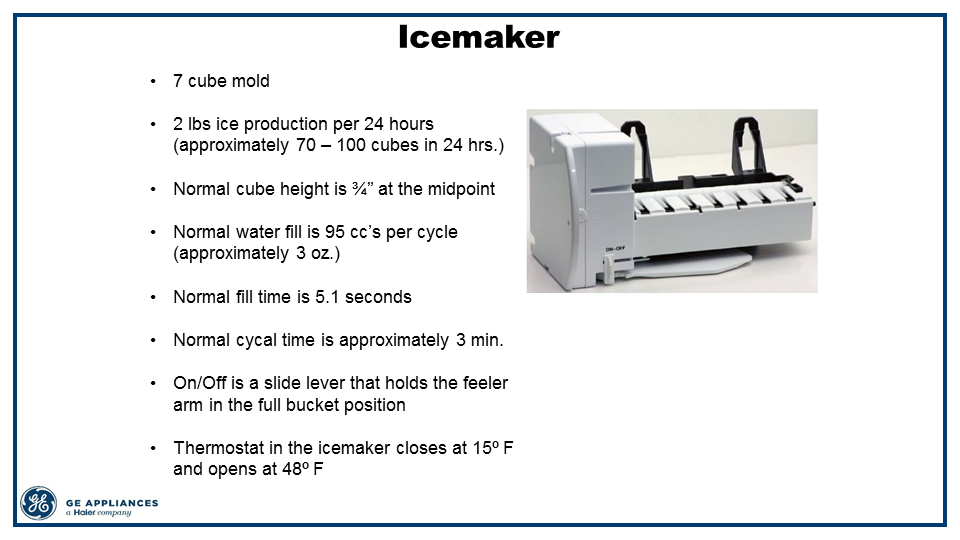 Icemaker
• 7 cube mold
• 2 lbs ice production per 24 hours
(approximately 70 – 100 cubes in 24 hrs.)
• Normal cube height is ¾” at the midpoint
• Normal water fill is 95 cc’s per cycle
(approximately 3 oz.)
• Normal fill time is 5.1 seconds
• Normal cycal time is approximately 3 min.
• On/Off is a slide lever that holds the feeler
arm in the full bucket position
• Thermostat in the icemaker closes at 15º F
and opens at 48º F
ON-OFF
GE APPLIANCES
a Haier company